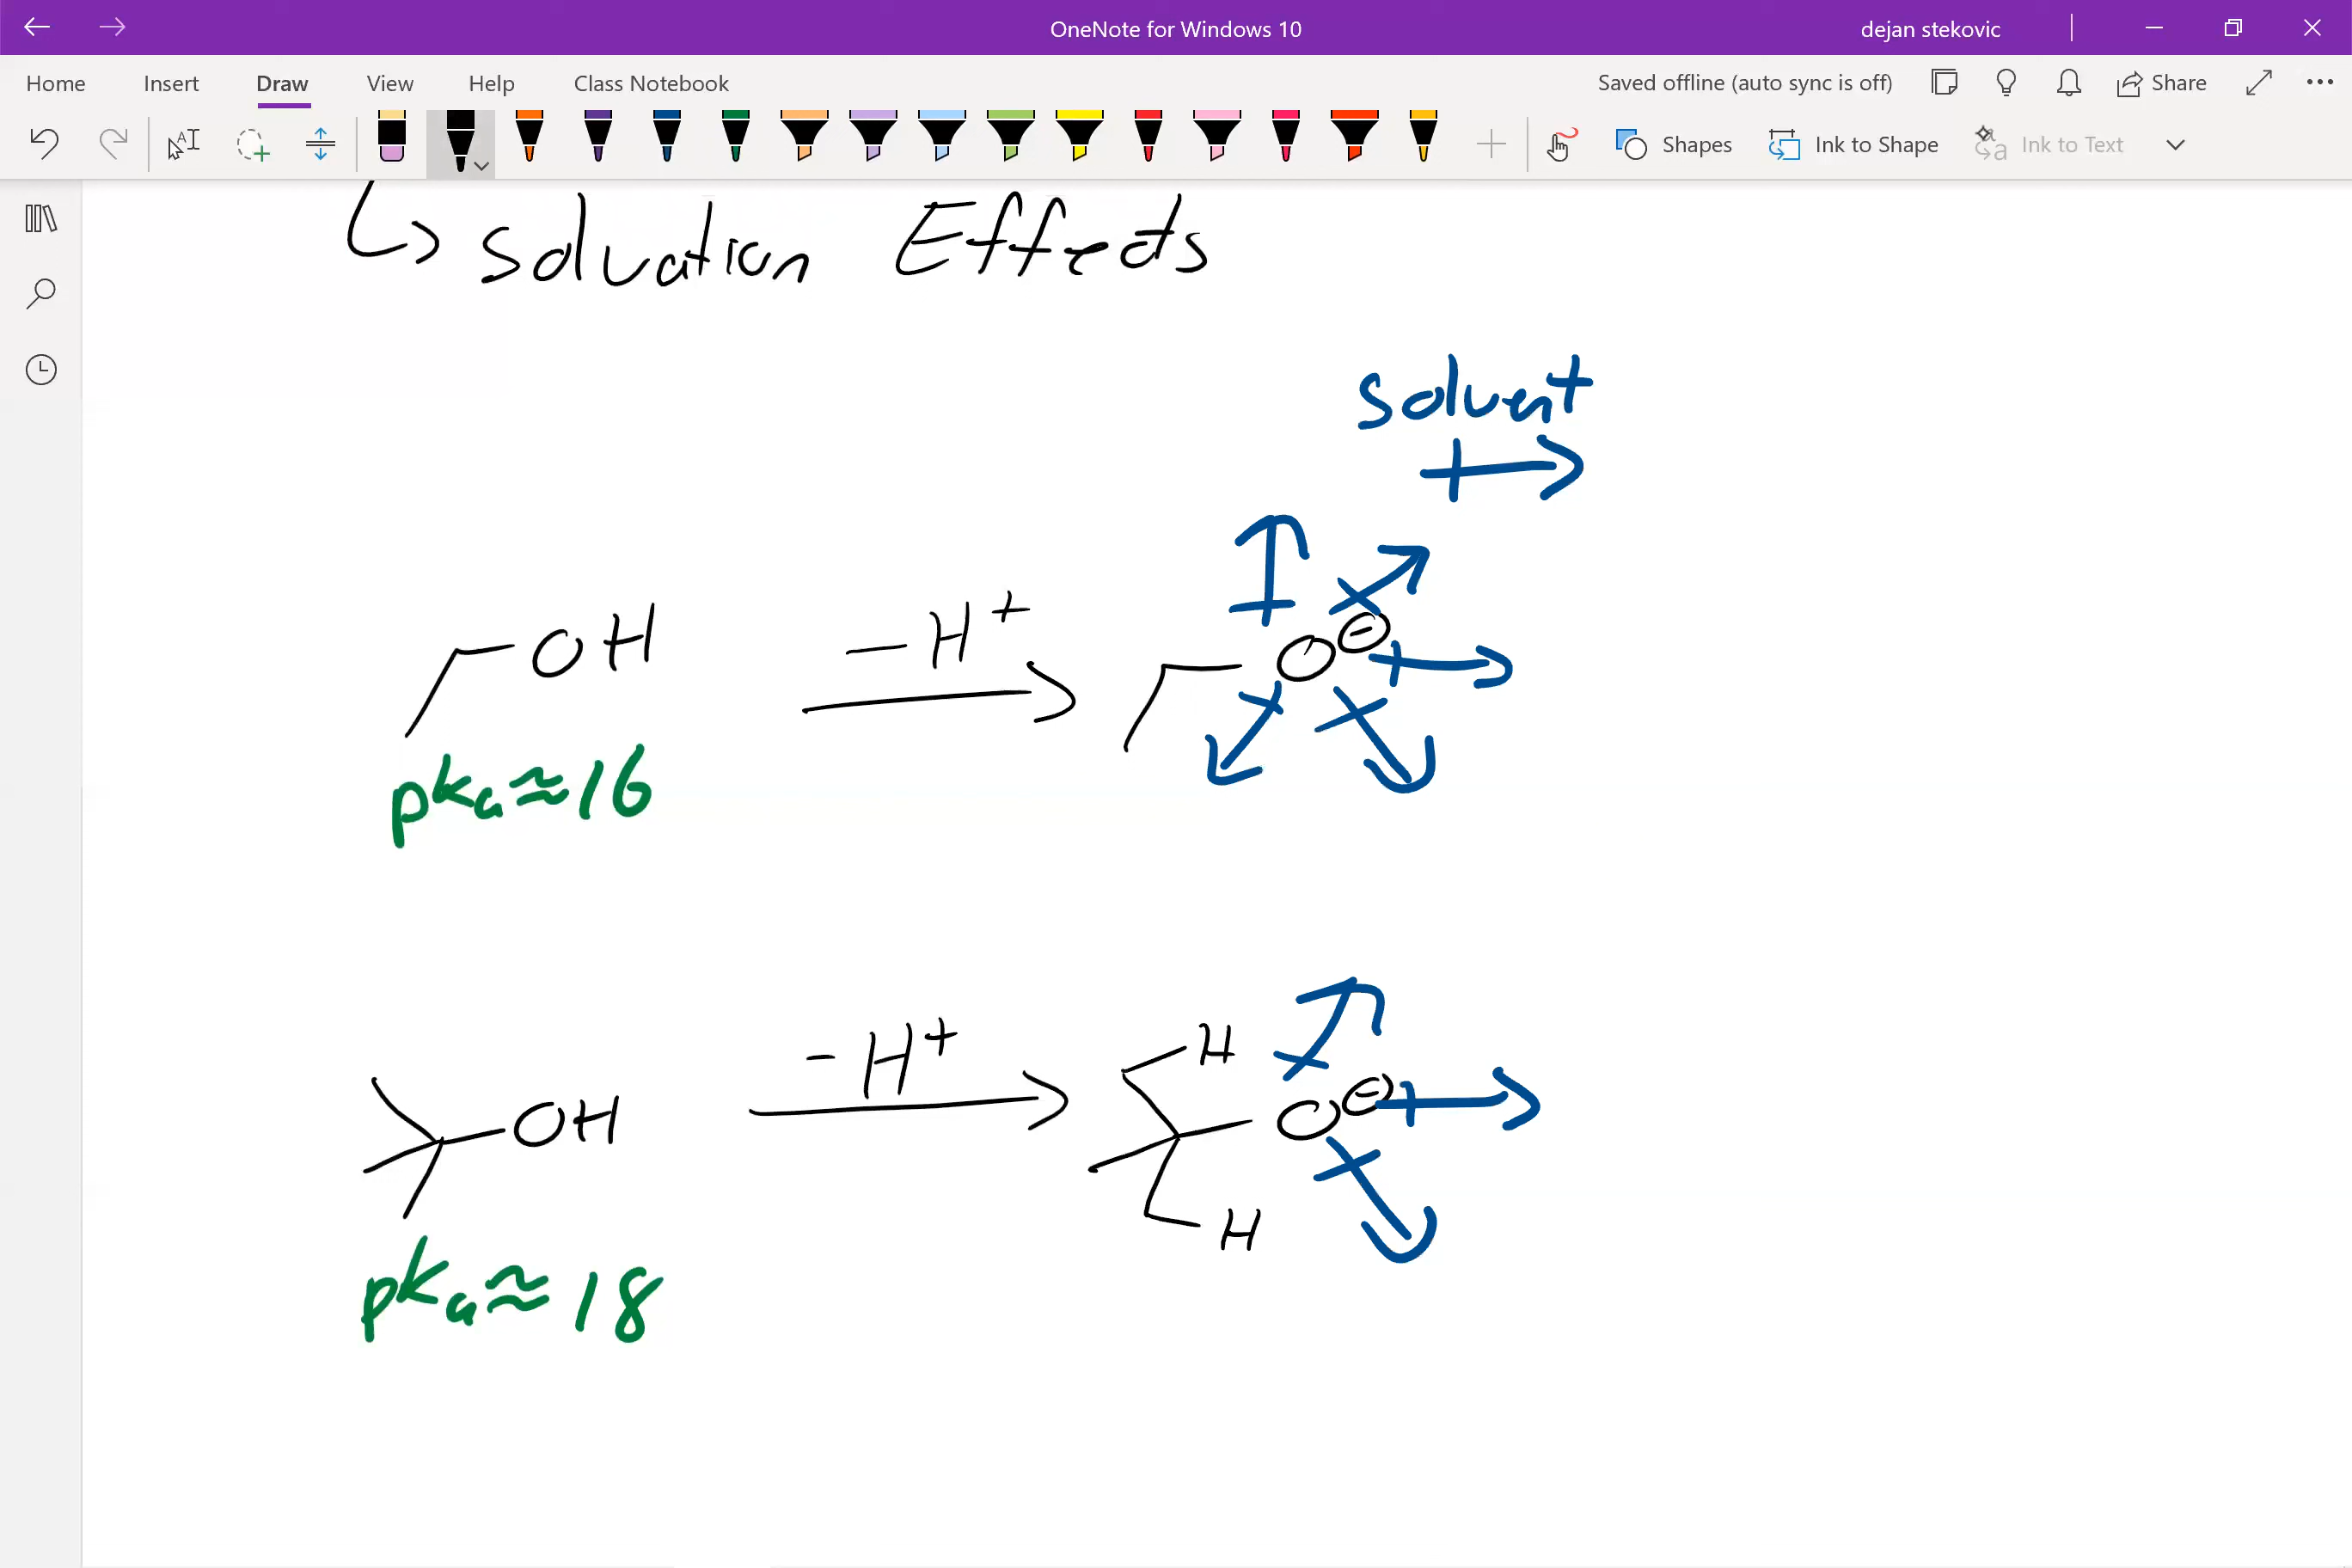 OneNote for Windows 10
dejan stekovic
Home Insert Draw View Help Class Notebook
Saved offline (auto sync is off) Share
Shapes Ink to Shape Ink to Text
↳ Solvation Effects
solvent
OH
-H⁺
O⊖
pKa≈16
OH
-H⁺
H
O⊖
H
pKa≈18